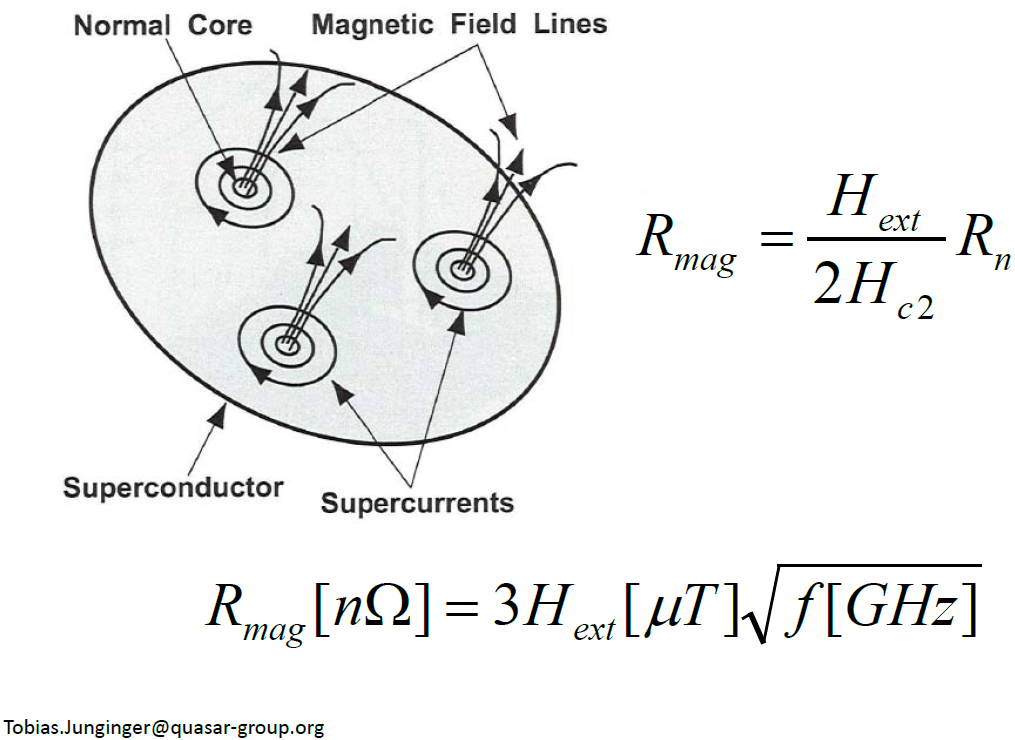 Normal Core
Magnetic Field Lines
R_mag = H_ext / 2H_c2 R_n
Superconductor
Supercurrents
R_mag [nΩ] = 3H_ext [μT]√f[GHz]
Tobias.Junginger@quasar-group.org